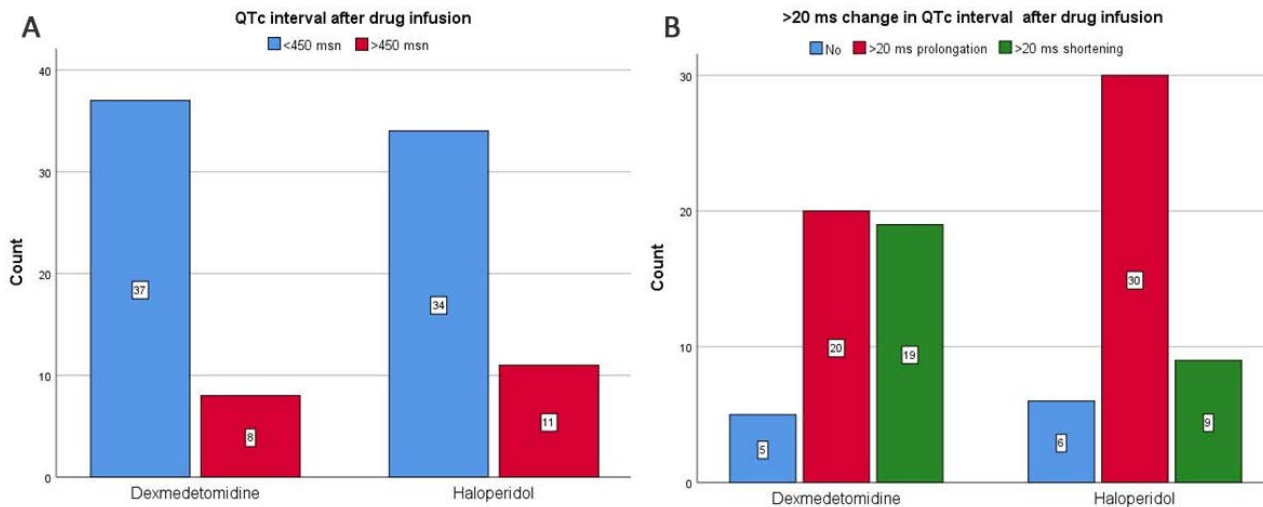 A
QTc interval after drug infusion
<450 msn >450 msn
Count
40
30
20
10
0
37
8
34
11
Dexmedetomidine Haloperidol
B
>20 ms change in QTc interval after drug infusion
No >20 ms prolongation >20 ms shortening
Count
30
20
10
0
5
20
19
6
30
9
Dexmedetomidine Haloperidol